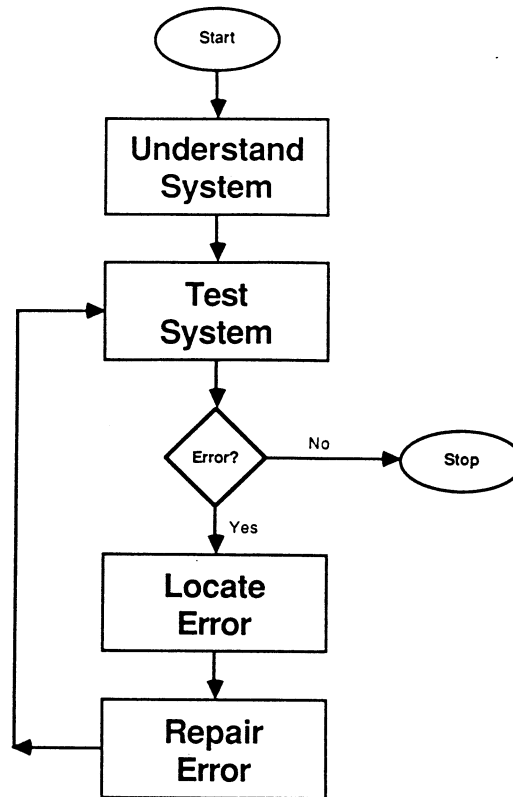 Start
Understand
System
Test
System
Error?
No
Stop
Yes
Locate
Error
Repair
Error